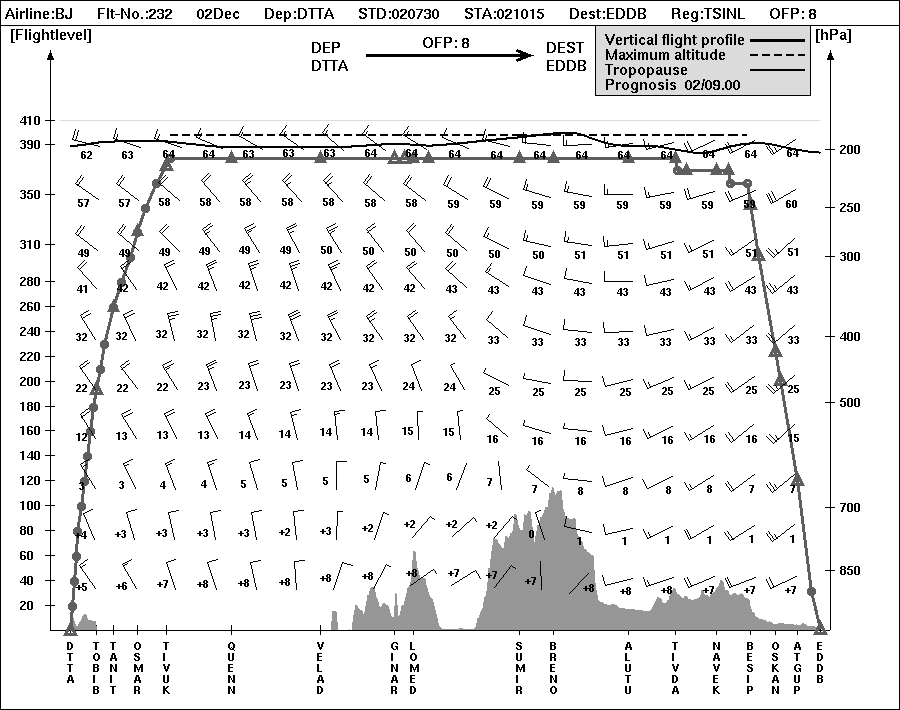 Airline:BJ Flt-No.:232 02Dec Dep:DTTA STD:020730 STA:021015 Dest:EDDB Reg:TSINL OFP: 8
[Flightlevel] OFP: 8 [hPa]
DEP DEST
DTTA EDDB
Vertical flight profile
Maximum altitude
Tropopause
Prognosis 02/09.00
410
390 200
62 63 64 64 63 63 63 64 64 64 64 64 64 64 64 64 64
350 250
57 57 58 58 58 58 58 58 58 59 59 59 59 59 59 59 60
310 300
49 49 49 49 49 49 50 50 50 50 50 50 51 51 51 51 51
280
41 42 42 42 42 42 42 42 42 43 43 43 43 43 43 43 43
260
240
32 32 32 32 32 32 32 32 32 32 33 33 33 33 33 33 33
220 400
200
22 22 22 23 23 23 23 23 24 24 25 25 25 25 25 25 25
180 500
160
12 13 13 13 14 14 14 14 15 15 16 16 16 16 16 16 15
140
120
3 3 4 4 5 5 5 5 6 6 7 7 8 8 8 8 7 7
100 700
80
+4 +3 +3 +3 +3 +2 +3 +2 +2 +2 +2 0 1 1 1 1 1
60
40 850
+5 +6 +7 +8 +8 +8 +8 +8 +8 +7 +7 +7 +8 +8 +8 +7 +7 +7
20
DTTA
TOBIB
TANIT
OSMAR
TIVUK
QUENN
VELAD
GINAR
LOMED
SUMIR
BRENO
ALUTU
TIVDA
NAVEK
BESIP
OSKAN
ATGUP
EDDB